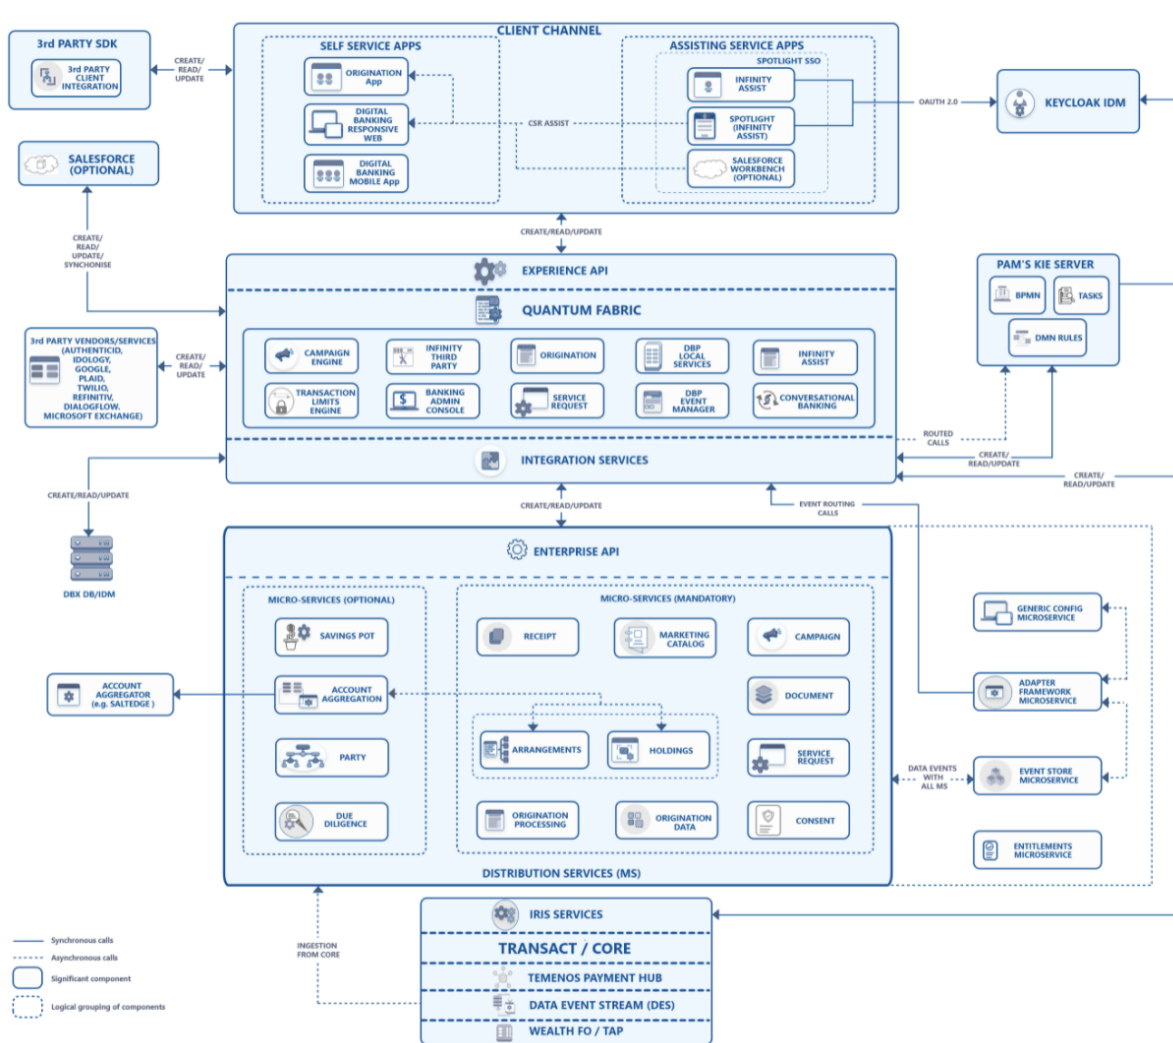 CLIENT CHANNEL
3rd PARTY SDK
3rd PARTY
CLIENT
INTEGRATION
CREATE/
READ/
UPDATE
SELF SERVICE APPS
ORIGINATION
App
DIGITAL
BANKING
RESPONSIVE
WEB
DIGITAL
BANKING
MOBILE App
CSR ASSIST
ASSISTING SERVICE APPS
SPOTLIGHT SSO
INFINITY
ASSIST
SPOTLIGHT
(INFINITY
ASSIST)
SALESFORCE
WORKBENCH
(OPTIONAL)
OAUTH 2.0
KEYCLOAK IDM
SALESFORCE
(OPTIONAL)
CREATE/
READ/
UPDATE/
SYNCHONISE
CREATE/READ/UPDATE
EXPERIENCE API
QUANTUM FABRIC
CAMPAIGN
ENGINE
INFINITY
THIRD
PARTY
ORIGINATION
DBP
LOCAL
SERVICES
INFINITY
ASSIST
TRANSACTION
LIMITS
ENGINE
BANKING
ADMIN
CONSOLE
SERVICE
REQUEST
DBP
EVENT
MANAGER
CONVERSATIONAL
BANKING
INTEGRATION SERVICES
PAM'S KIE SERVER
BPMN
TASKS
DMN RULES
3rd PARTY VENDORS/SERVICES
(AUTHENTICID,
IDOLOGY,
GOOGLE,
PLAID,
TWILIO,
REFINITIV,
DIALOGFLOW.
MICROSOFT EXCHANGE)
CREATE/
READ/
UPDATE
ROUTED
CALLS
CREATE/
READ/UPDATE
CREATE/
READ/UPDATE
CREATE/READ/UPDATE
DBX DB/IDM
CREATE/READ/UPDATE
EVENT ROUTING
CALLS
ENTERPRISE API
MICRO-SERVICES (OPTIONAL)
SAVINGS POT
ACCOUNT
AGGREGATION
PARTY
DUE
DILIGENCE
MICRO-SERVICES (MANDATORY)
RECEIPT
MARKETING
CATALOG
CAMPAIGN
DOCUMENT
ARRANGEMENTS
HOLDINGS
SERVICE
REQUEST
ORIGINATION
PROCESSING
ORIGINATION
DATA
CONSENT
DISTRIBUTION SERVICES (MS)
ACCOUNT
AGGREGATOR
(e.g. SALTEDGE )
GENERIC CONFIG
MICROSERVICE
ADAPTER
FRAMEWORK
MICROSERVICE
DATA EVENTS
WITH
ALL MS
EVENT STORE
MICROSERVICE
ENTITLEMENTS
MICROSERVICE
INGESTION
FROM CORE
IRIS SERVICES
TRANSACT / CORE
TEMENOS PAYMENT HUB
DATA EVENT STREAM (DES)
WEALTH FO / TAP
Synchronous calls
Asynchronous calls
Significant component
Logical grouping of components